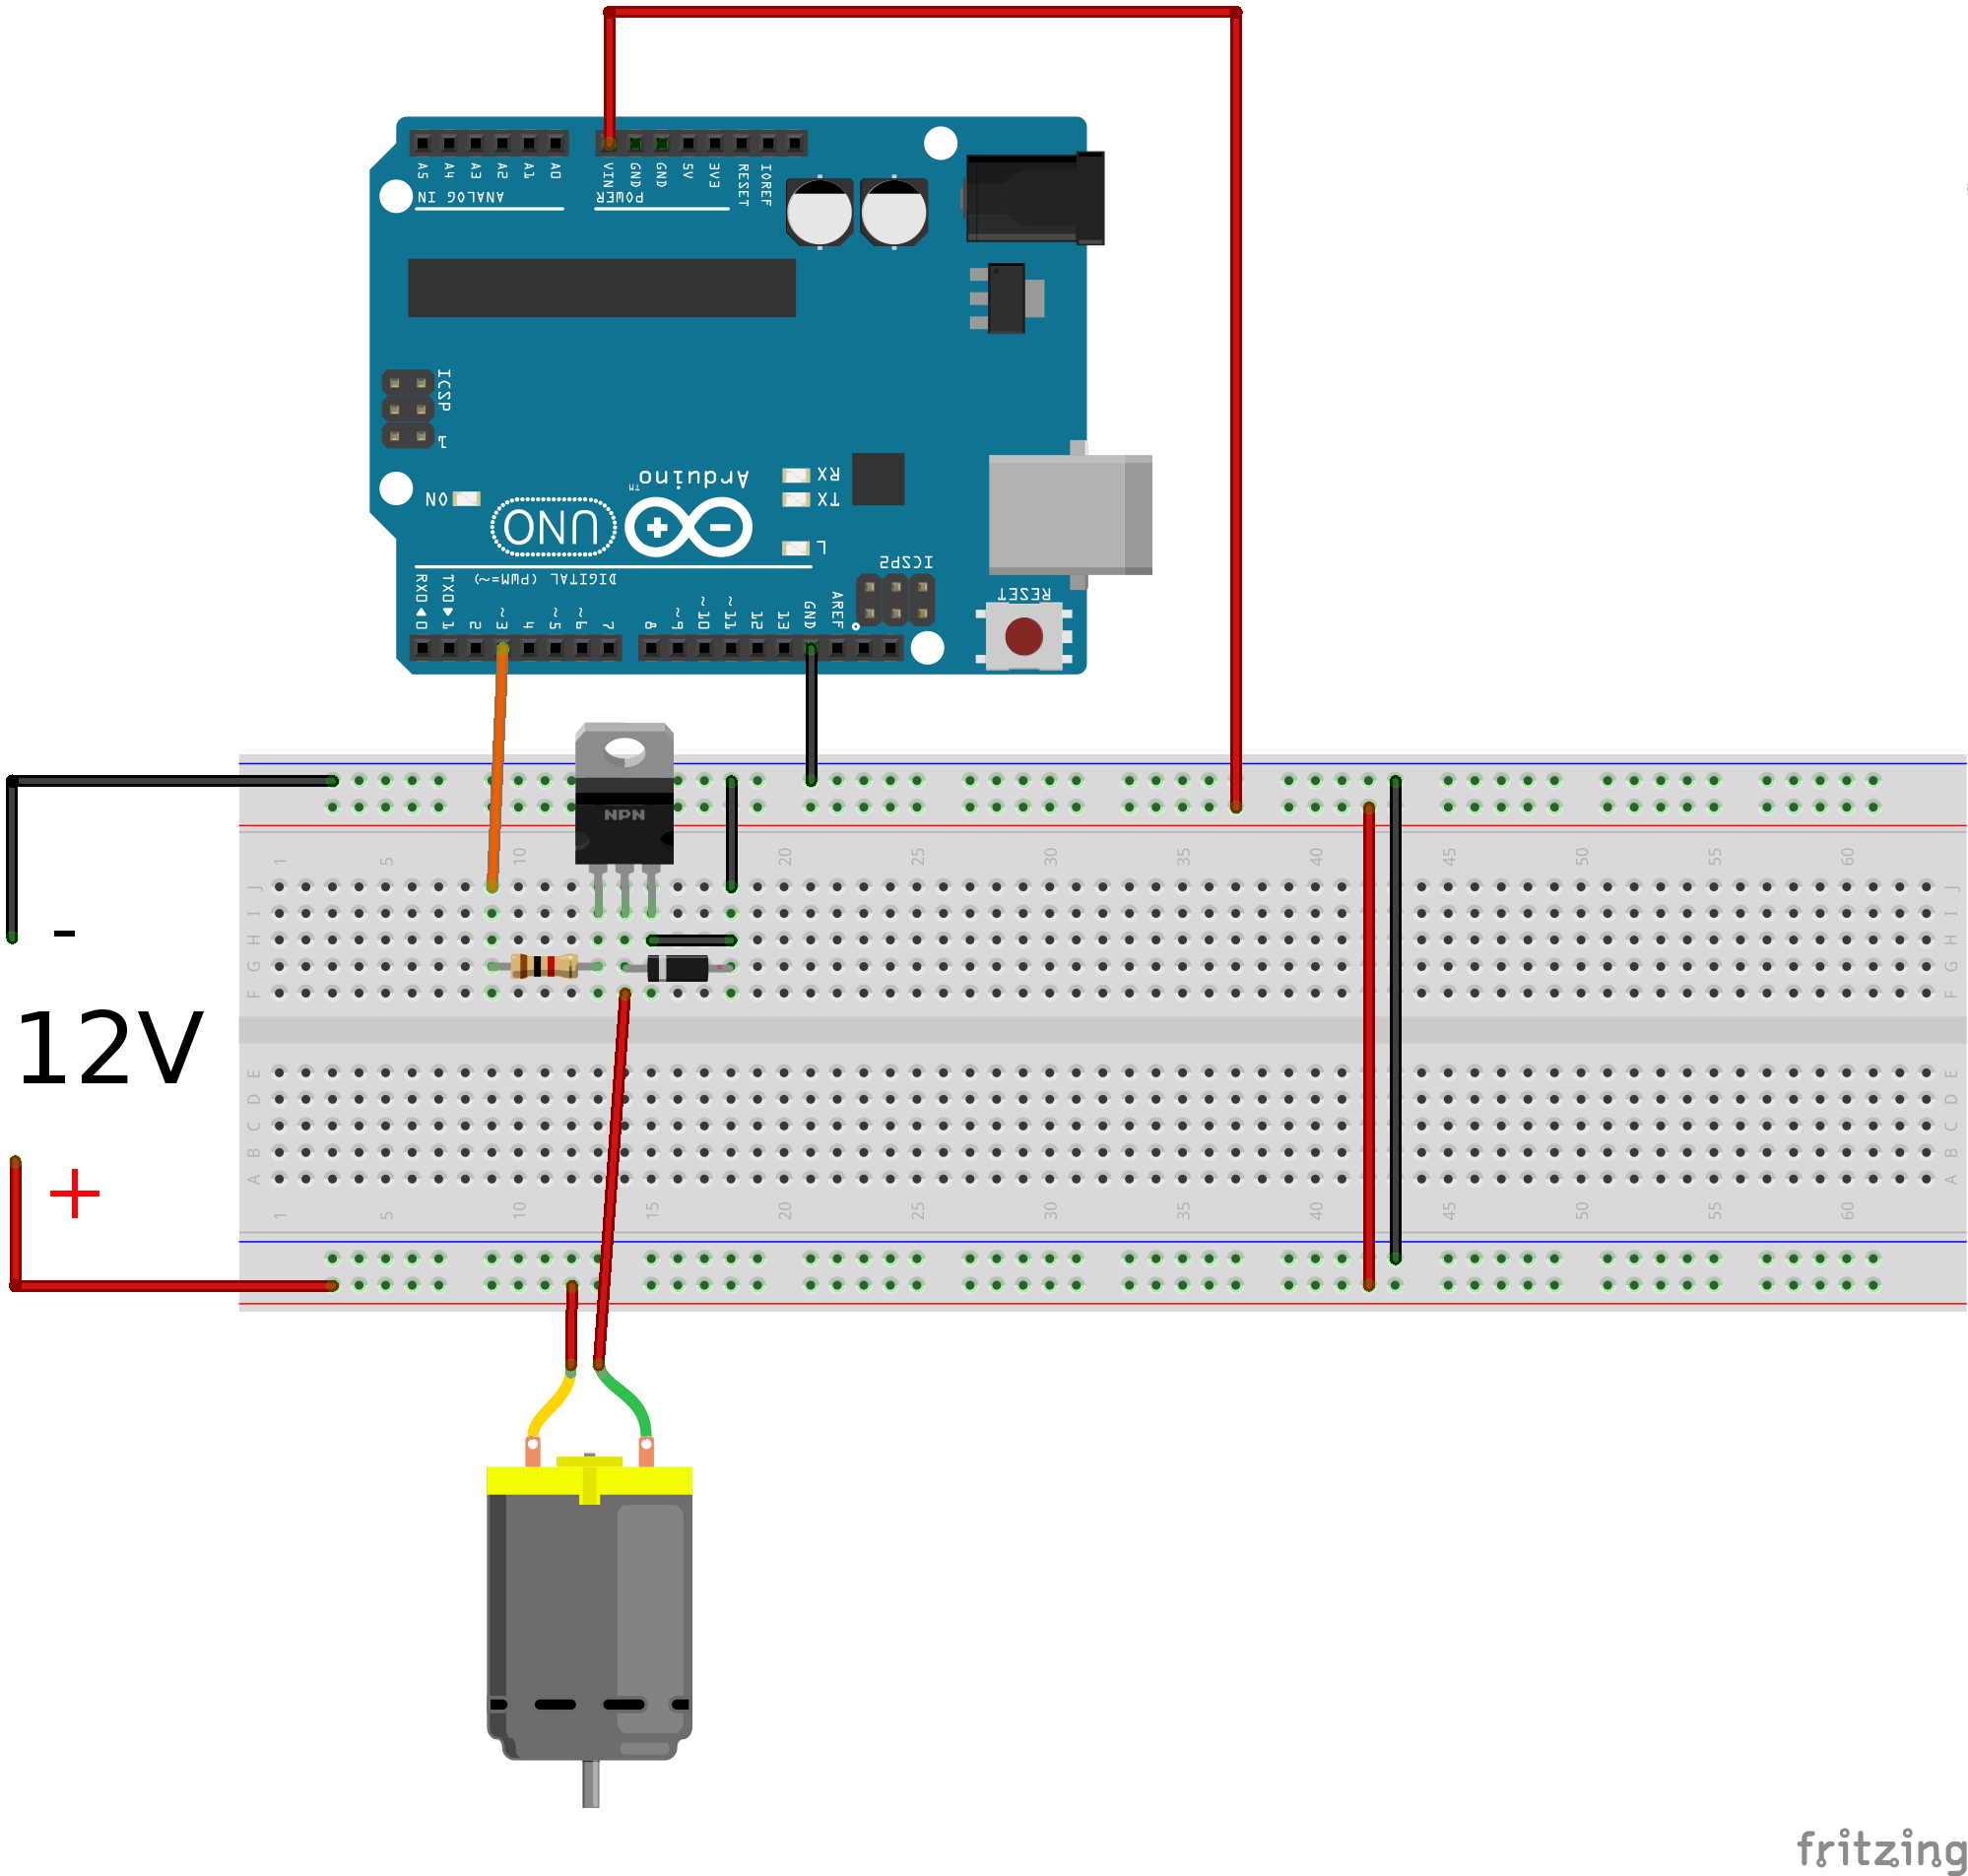 A5 A4 A3 A2 A1 A0
VIN GND GND 5V 3V3 RESET IOREF
ANALOG IN
POWER
ICSP
1
Arduino
TM
RX
TX
ON
UNO
L
ICSP2
DIGITAL (PWM=~)
RX0 TX0
RESET
0 1 2 ~3 4 ~5 ~6 7 8 ~9 ~10 ~11 12 13 GND AREF
NPN
1 5 10 20 25 30 35 40 45 50 55 60
J J
I I
H H
G G
F F
-
12V
+
E E
D D
C C
B B
A A
1 5 10 15 20 25 30 35 40 45 50 55 60
fritzing